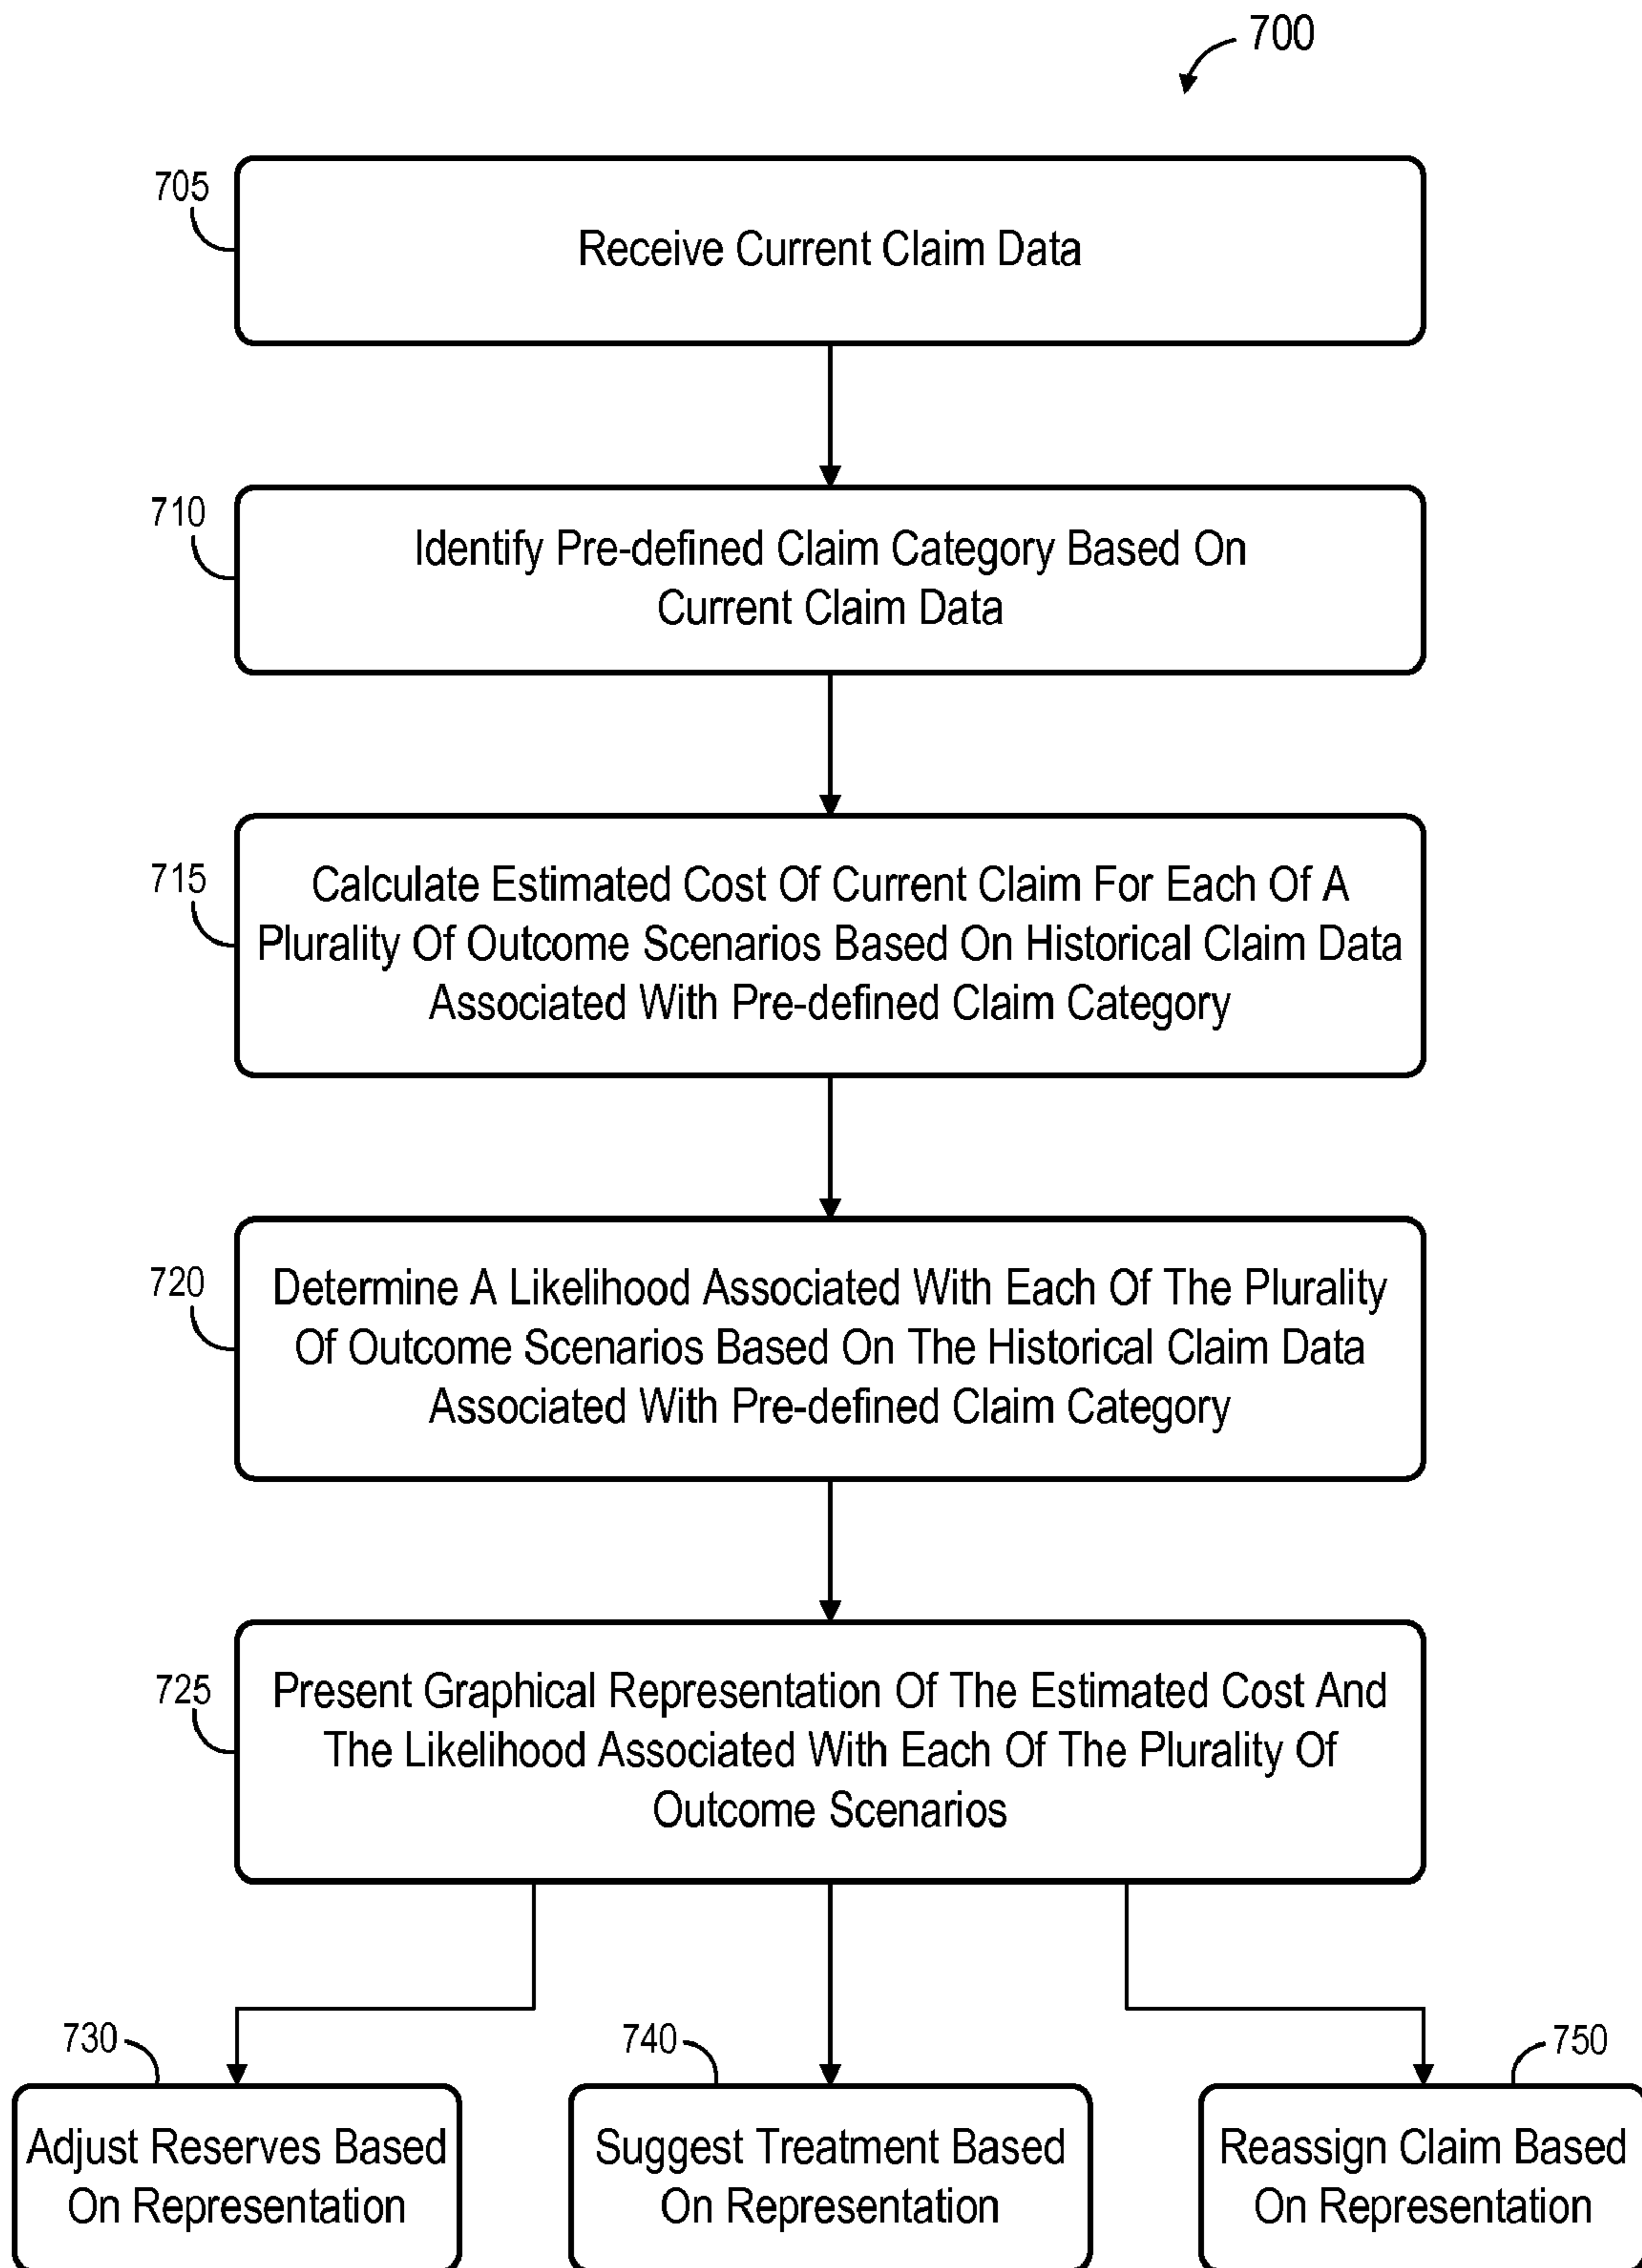 700
705
Receive Current Claim Data
710
Identify Pre-defined Claim Category Based On
Current Claim Data
715
Calculate Estimated Cost Of Current Claim For Each Of A
Plurality Of Outcome Scenarios Based On Historical Claim Data
Associated With Pre-defined Claim Category
720
Determine A Likelihood Associated With Each Of The Plurality
Of Outcome Scenarios Based On The Historical Claim Data
Associated With Pre-defined Claim Category
725
Present Graphical Representation Of The Estimated Cost And
The Likelihood Associated With Each Of The Plurality Of
Outcome Scenarios
730
Adjust Reserves Based
On Representation
740
Suggest Treatment Based
On Representation
750
Reassign Claim Based
On Representation